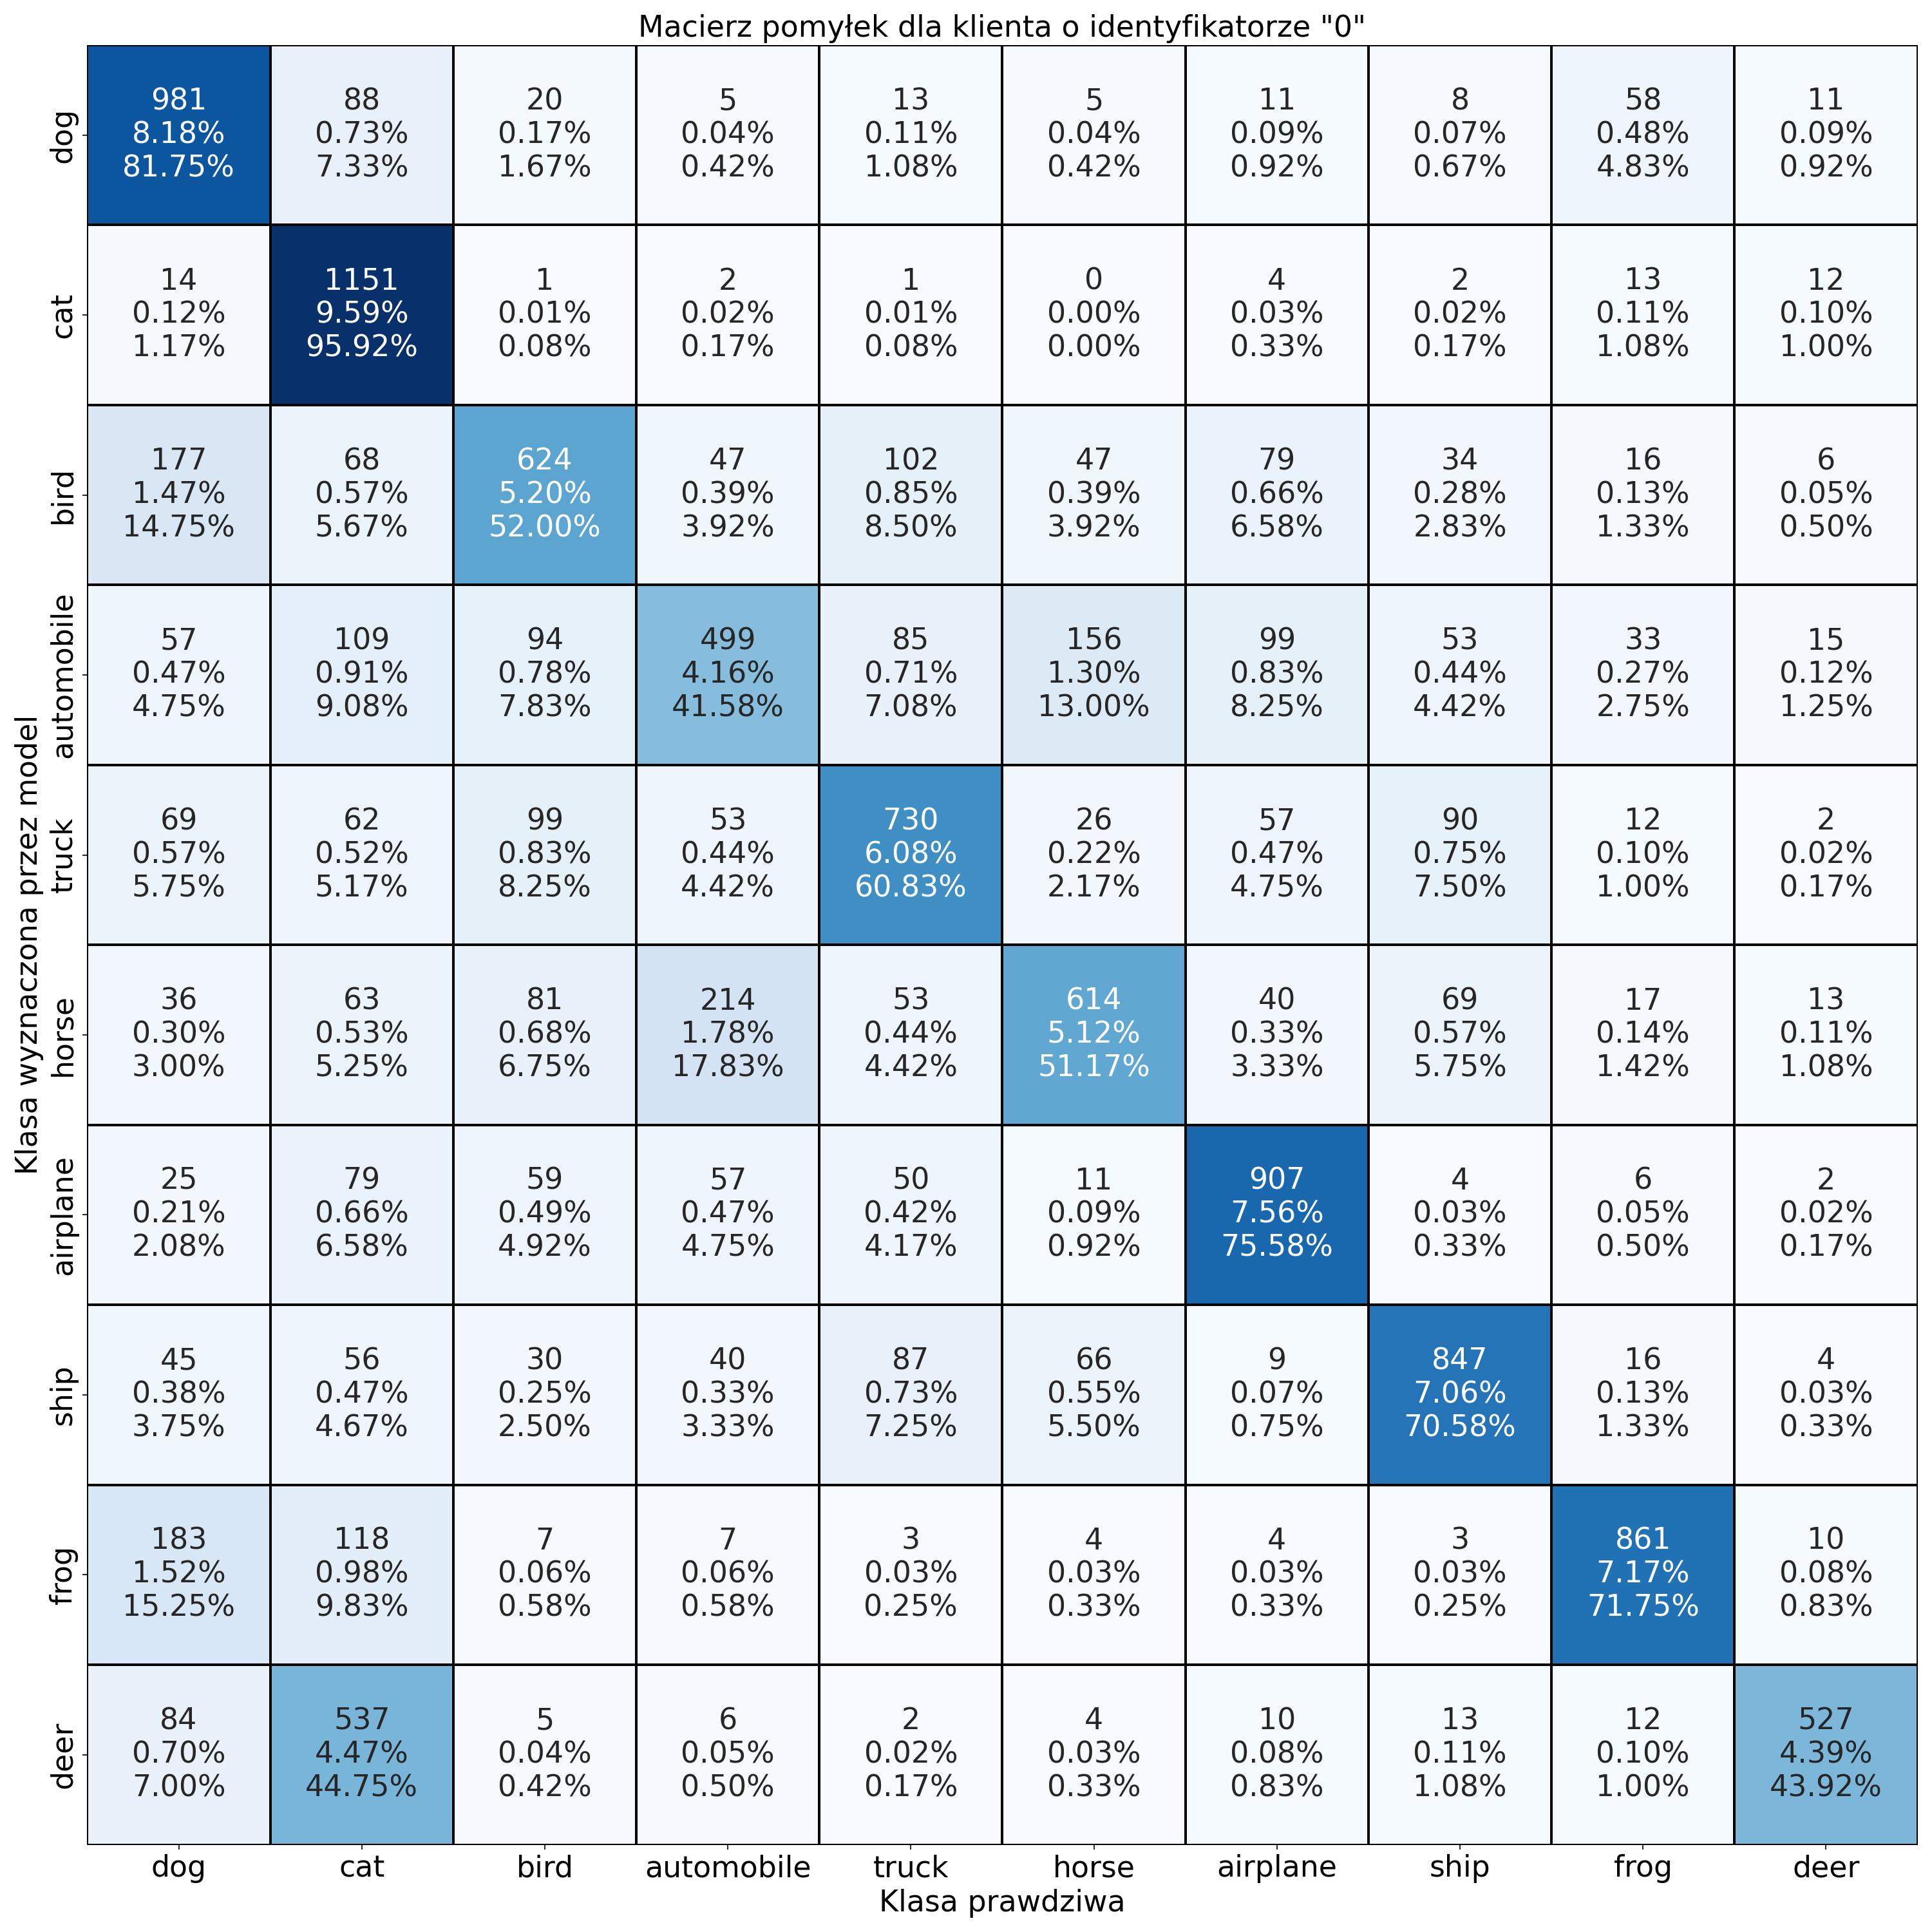 Macierz pomyłek dla klienta o identyfikatorze "0"
Klasa wyznaczona przez model
dog
981 88 20 5 13 5 11 8 58 11
8.18% 0.73% 0.17% 0.04% 0.11% 0.04% 0.09% 0.07% 0.48% 0.09%
81.75% 7.33% 1.67% 0.42% 1.08% 0.42% 0.92% 0.67% 4.83% 0.92%
cat
14 1151 1 2 1 0 4 2 13 12
0.12% 9.59% 0.01% 0.02% 0.01% 0.00% 0.03% 0.02% 0.11% 0.10%
1.17% 95.92% 0.08% 0.17% 0.08% 0.00% 0.33% 0.17% 1.08% 1.00%
bird
177 68 624 47 102 47 79 34 16 6
1.47% 0.57% 5.20% 0.39% 0.85% 0.39% 0.66% 0.28% 0.13% 0.05%
14.75% 5.67% 52.00% 3.92% 8.50% 3.92% 6.58% 2.83% 1.33% 0.50%
automobile
57 109 94 499 85 156 99 53 33 15
0.47% 0.91% 0.78% 4.16% 0.71% 1.30% 0.83% 0.44% 0.27% 0.12%
4.75% 9.08% 7.83% 41.58% 7.08% 13.00% 8.25% 4.42% 2.75% 1.25%
truck
69 62 99 53 730 26 57 90 12 2
0.57% 0.52% 0.83% 0.44% 6.08% 0.22% 0.47% 0.75% 0.10% 0.02%
5.75% 5.17% 8.25% 4.42% 60.83% 2.17% 4.75% 7.50% 1.00% 0.17%
horse
36 63 81 214 53 614 40 69 17 13
0.30% 0.53% 0.68% 1.78% 0.44% 5.12% 0.33% 0.57% 0.14% 0.11%
3.00% 5.25% 6.75% 17.83% 4.42% 51.17% 3.33% 5.75% 1.42% 1.08%
airplane
25 79 59 57 50 11 907 4 6 2
0.21% 0.66% 0.49% 0.47% 0.42% 0.09% 7.56% 0.03% 0.05% 0.02%
2.08% 6.58% 4.92% 4.75% 4.17% 0.92% 75.58% 0.33% 0.50% 0.17%
ship
45 56 30 40 87 66 9 847 16 4
0.38% 0.47% 0.25% 0.33% 0.73% 0.55% 0.07% 7.06% 0.13% 0.03%
3.75% 4.67% 2.50% 3.33% 7.25% 5.50% 0.75% 70.58% 1.33% 0.33%
frog
183 118 7 7 3 4 4 3 861 10
1.52% 0.98% 0.06% 0.06% 0.03% 0.03% 0.03% 0.03% 7.17% 0.08%
15.25% 9.83% 0.58% 0.58% 0.25% 0.33% 0.33% 0.25% 71.75% 0.83%
deer
84 537 5 6 2 4 10 13 12 527
0.70% 4.47% 0.04% 0.05% 0.02% 0.03% 0.08% 0.11% 0.10% 4.39%
7.00% 44.75% 0.42% 0.50% 0.17% 0.33% 0.83% 1.08% 1.00% 43.92%
dog cat bird automobile truck horse airplane ship frog deer
Klasa prawdziwa